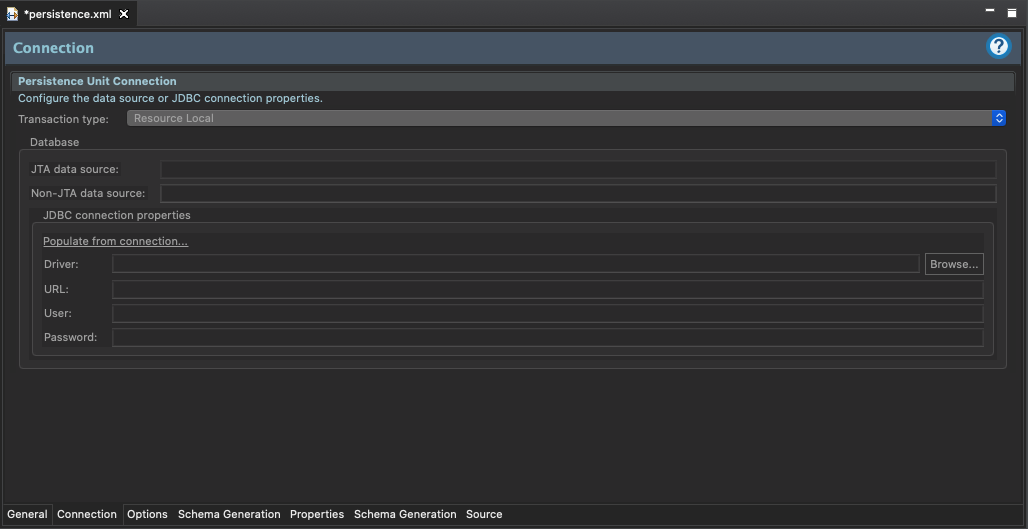 *persistence.xml
Connection
?
Persistence Unit Connection
Configure the data source or JDBC connection properties.
Transaction type: Resource Local
Database
JTA data source:
Non-JTA data source:
JDBC connection properties
Populate from connection...
Driver: Browse...
URL:
User:
Password:
General Connection Options Schema Generation Properties Schema Generation Source